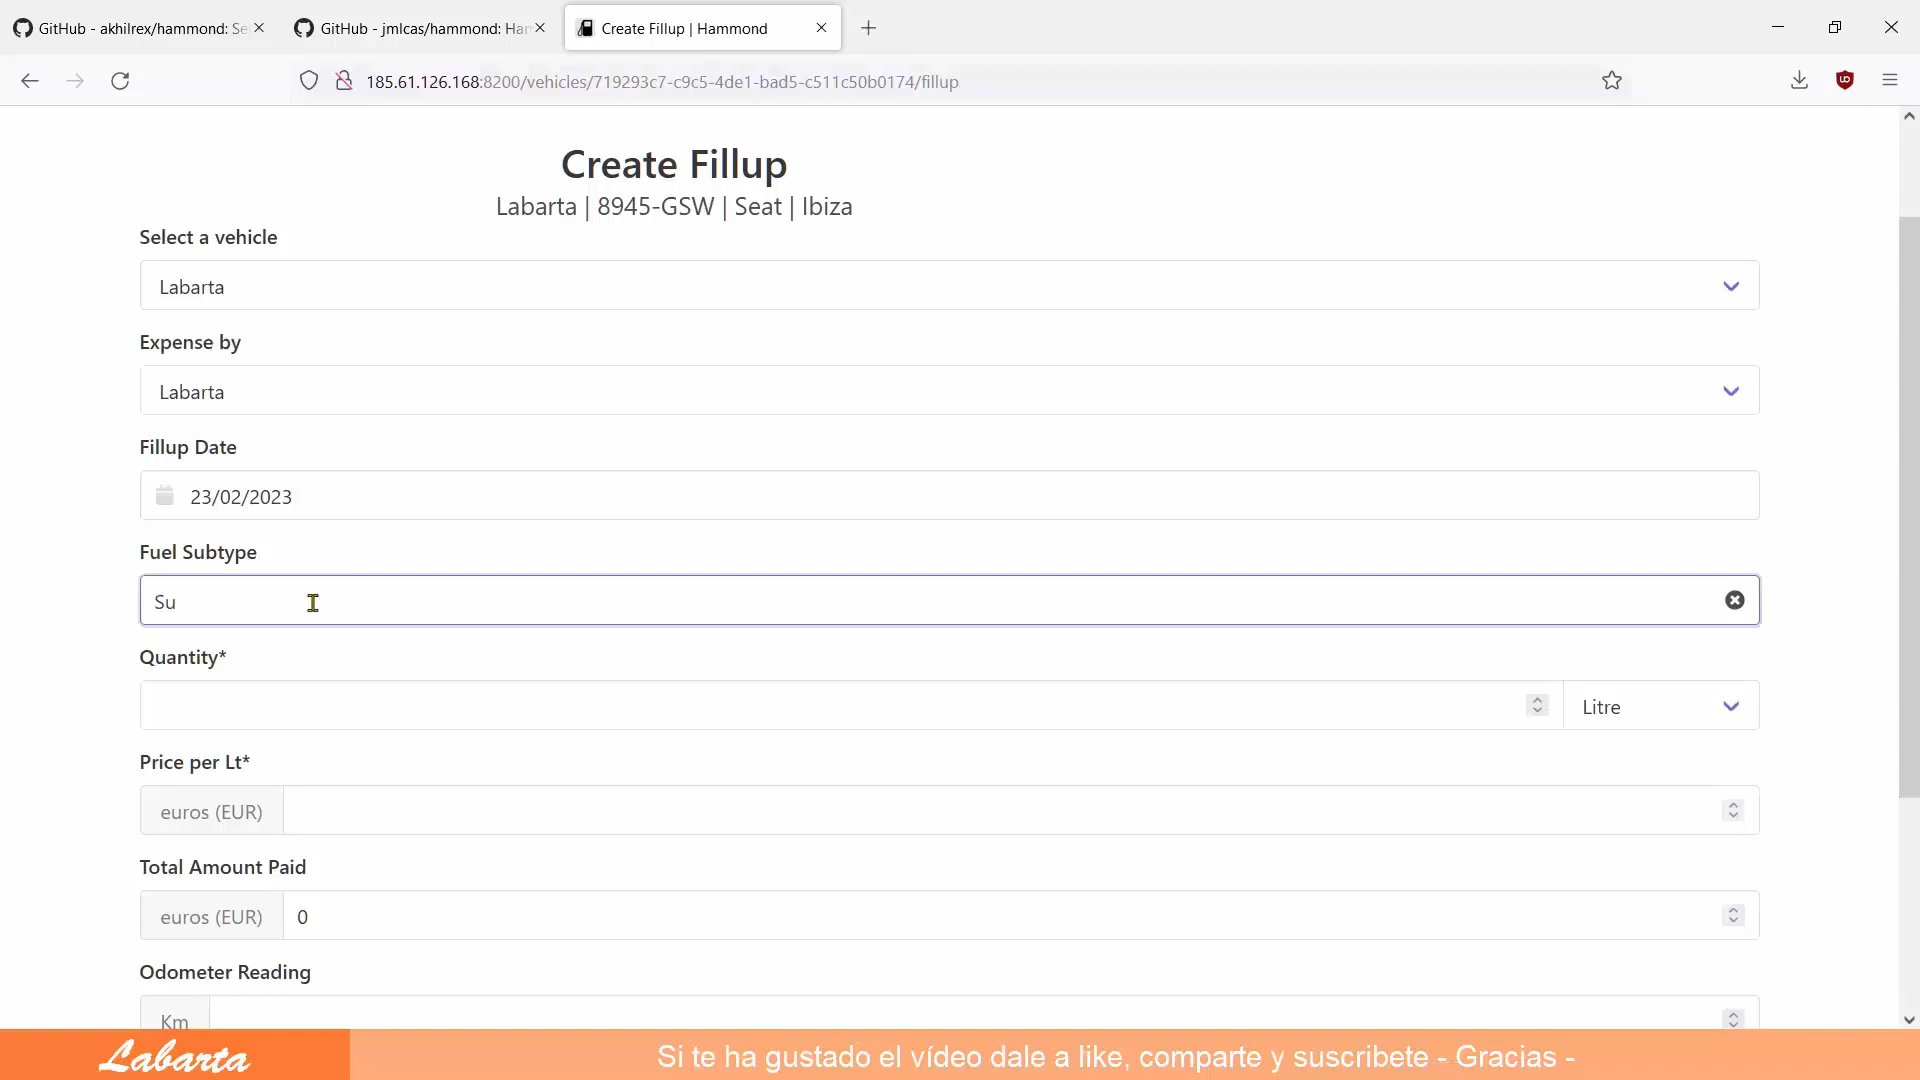 GitHub - akhilrex/hammond: Se
GitHub - jmlcas/hammond: Han
Create Fillup | Hammond
185.61.126.168:8200/vehicles/719293c7-c9c5-4de1-bad5-c511c50b0174/fillup
Create Fillup
Labarta | 8945-GSW | Seat | Ibiza
Select a vehicle
Labarta
Expense by
Labarta
Fillup Date
23/02/2023
Fuel Subtype
Su
Quantity*
Litre
Price per Lt*
euros (EUR)
Total Amount Paid
euros (EUR) 0
Odometer Reading
Km
Labarta
Si te ha gustado el vídeo dale a like, comparte y suscribete - Gracias -